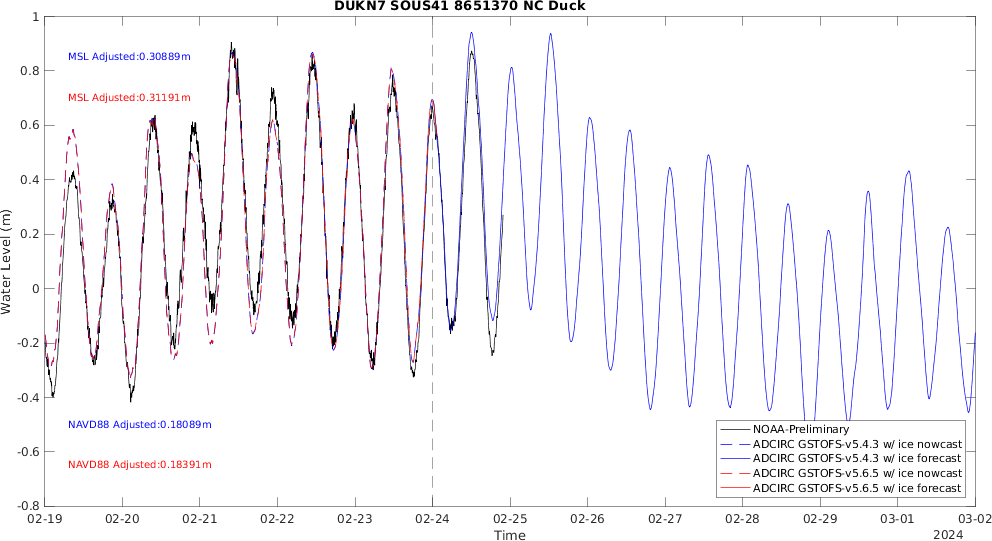 DUKN7 SOUS41 8651370 NC Duck
1
0.8
0.6
0.4
0.2
0
-0.2
-0.4
-0.6
-0.8
Water Level (m)
MSL Adjusted:0.30889m
MSL Adjusted:0.31191m
NAVD88 Adjusted:0.18089m
NAVD88 Adjusted:0.18391m
NOAA-Preliminary
ADCIRC GSTOFS-v5.4.3 w/ ice nowcast
ADCIRC GSTOFS-v5.4.3 w/ ice forecast
ADCIRC GSTOFS-v5.6.5 w/ ice nowcast
ADCIRC GSTOFS-v5.6.5 w/ ice forecast
02-19 02-20 02-21 02-22 02-23 02-24 02-25 02-26 02-27 02-28 02-29 03-01 03-02
Time
2024